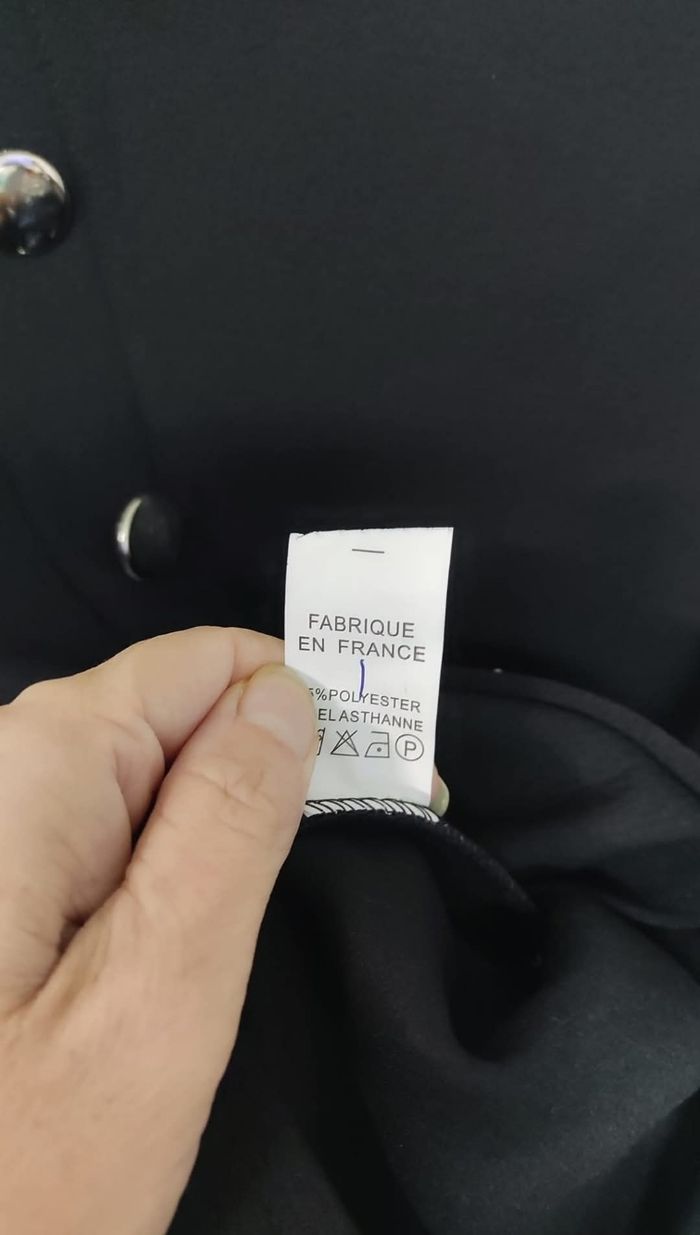 FABRIQUE
EN FRANCE
5%POLYESTER
ELASTHANNE
P